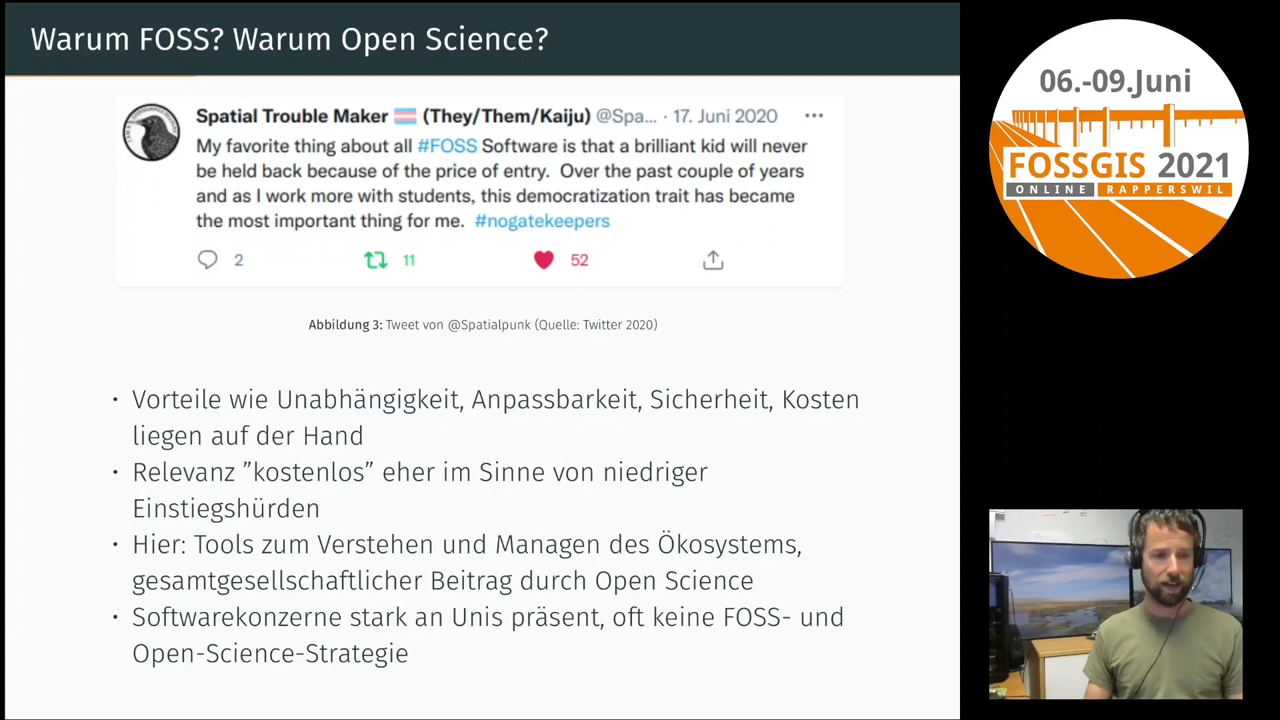 Warum FOSS? Warum Open Science?
Spatial Trouble Maker (They/Them/Kaiju) @Spa... · 17. Juni 2020
My favorite thing about all #FOSS Software is that a brilliant kid will never
be held back because of the price of entry. Over the past couple of years
and as I work more with students, this democratization trait has became
the most important thing for me. #nogatekeepers
2 11 52
Abbildung 3: Tweet von @Spatialpunk (Quelle: Twitter 2020)
· Vorteile wie Unabhängigkeit, Anpassbarkeit, Sicherheit, Kosten
liegen auf der Hand
· Relevanz ”kostenlos” eher im Sinne von niedriger
Einstiegshürden
· Hier: Tools zum Verstehen und Managen des Ökosystems,
gesamtgesellschaftlicher Beitrag durch Open Science
· Softwarekonzerne stark an Unis präsent, oft keine FOSS- und
Open-Science-Strategie
06.-09.Juni
FOSSGIS 2021
ONLINE RAPPERSWIL